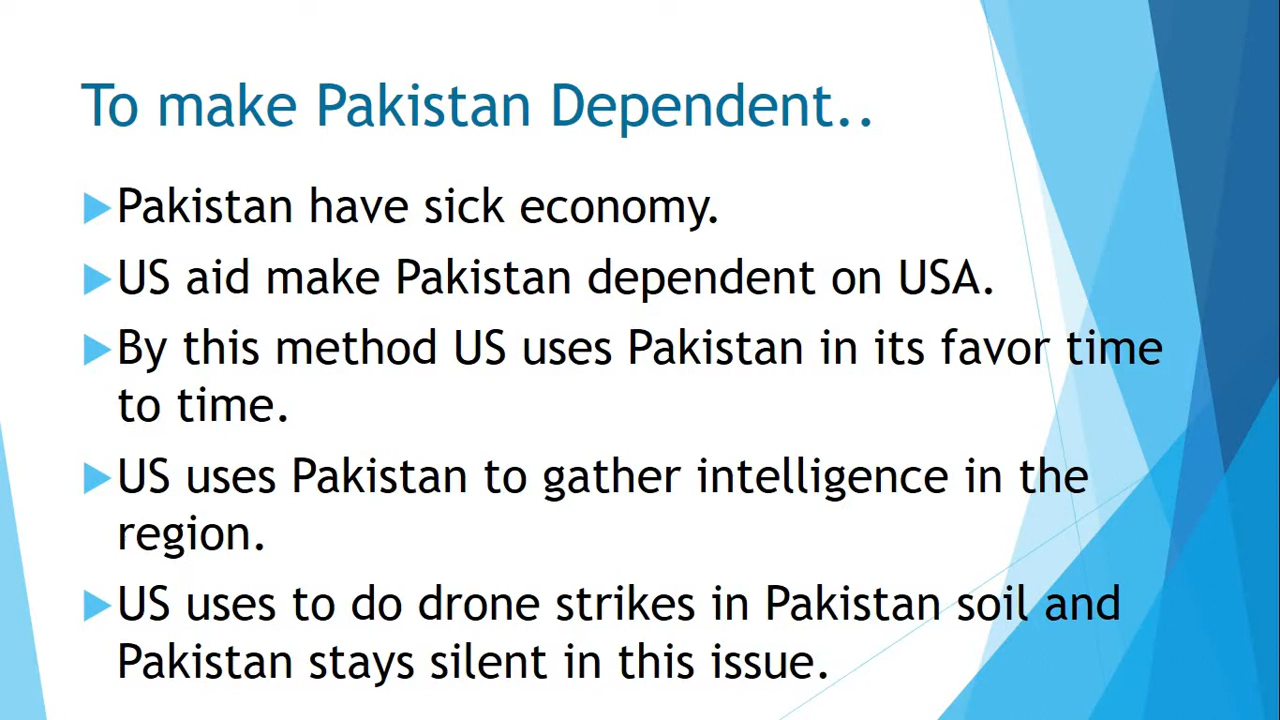 To make Pakistan Dependent..
Pakistan have sick economy.
US aid make Pakistan dependent on USA.
By this method US uses Pakistan in its favor time
to time.
US uses Pakistan to gather intelligence in the
region.
US uses to do drone strikes in Pakistan soil and
Pakistan stays silent in this issue.